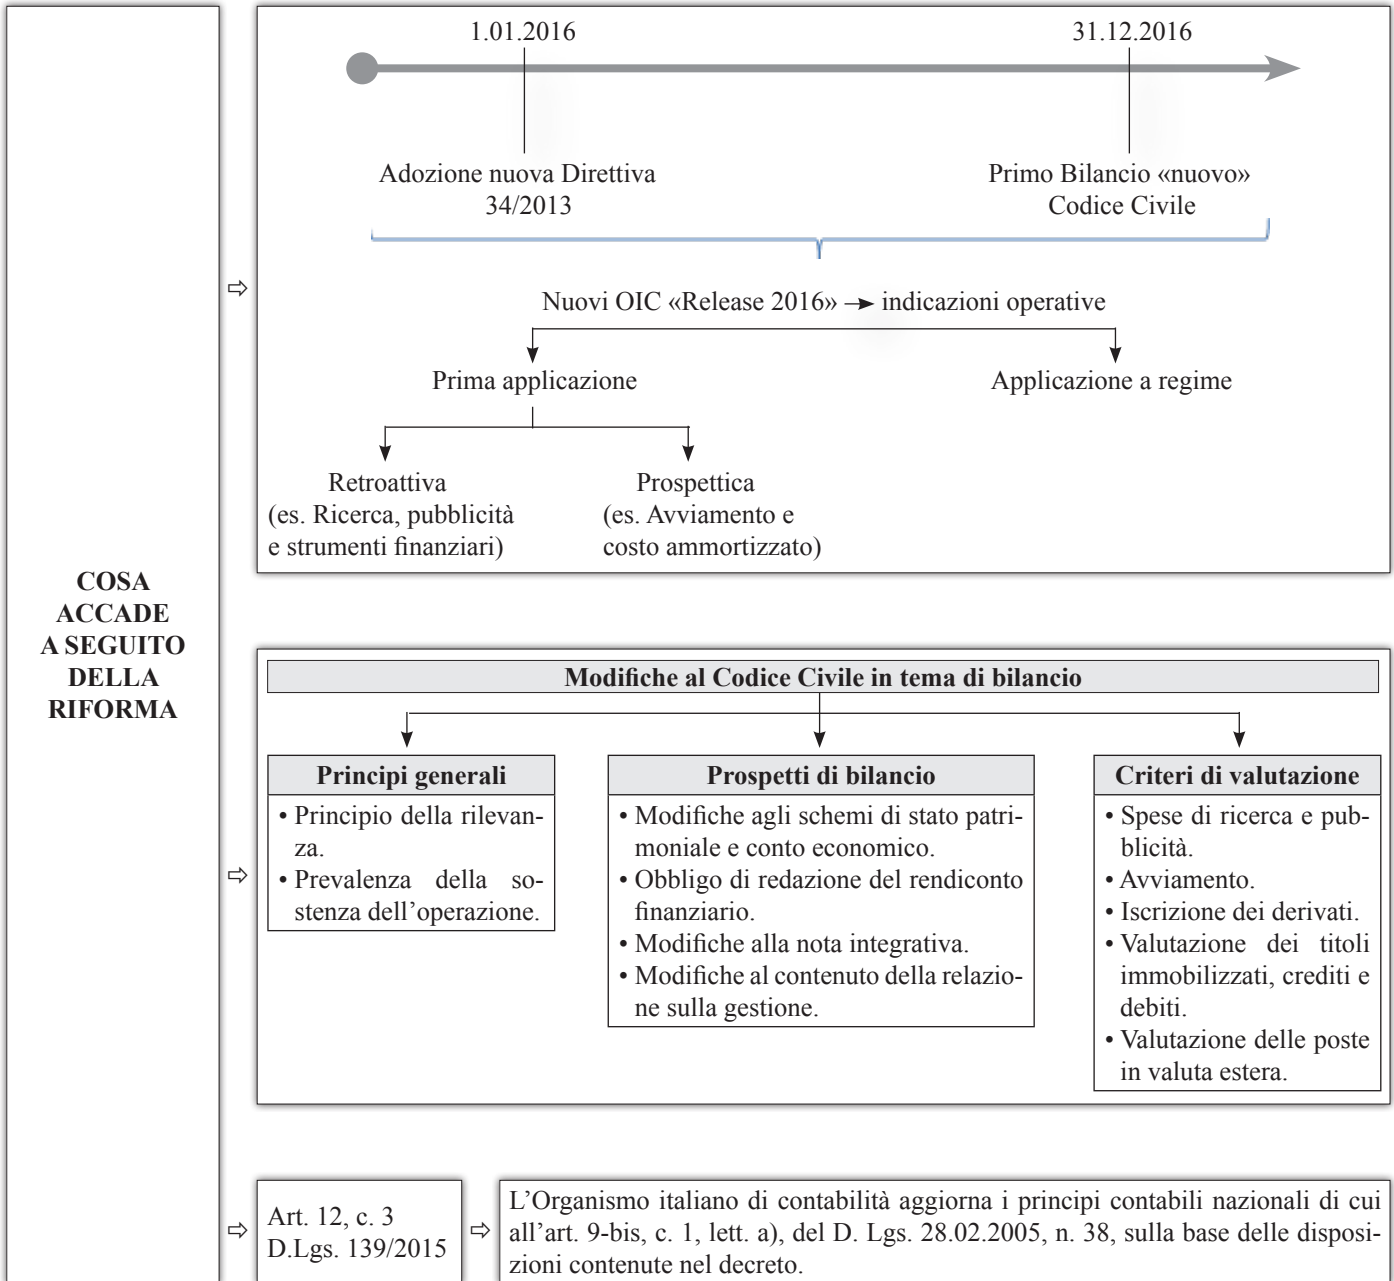 COSA
ACCADE
A SEGUITO
DELLA
RIFORMA
⇨
1.01.2016
31.12.2016
Adozione nuova Direttiva
34/2013
Primo Bilancio «nuovo»
Codice Civile
Nuovi OIC «Release 2016» → indicazioni operative
Prima applicazione
Applicazione a regime
Retroattiva
(es. Ricerca, pubblicità
e strumenti finanziari)
Prospettica
(es. Avviamento e
costo ammortizzato)
⇨
Modifiche al Codice Civile in tema di bilancio
Principi generali
• Principio della rilevan-
za.
• Prevalenza della so-
stenza dell’operazione.
Prospetti di bilancio
• Modifiche agli schemi di stato patri-
moniale e conto economico.
• Obbligo di redazione del rendiconto
finanziario.
• Modifiche alla nota integrativa.
• Modifiche al contenuto della relazio-
ne sulla gestione.
Criteri di valutazione
• Spese di ricerca e pub-
blicità.
• Avviamento.
• Iscrizione dei derivati.
• Valutazione dei titoli
immobilizzati, crediti e
debiti.
• Valutazione delle poste
in valuta estera.
⇨
Art. 12, c. 3
D.Lgs. 139/2015
⇨
L’Organismo italiano di contabilità aggiorna i principi contabili nazionali di cui
all’art. 9-bis, c. 1, lett. a), del D. Lgs. 28.02.2005, n. 38, sulla base delle disposi-
zioni contenute nel decreto.